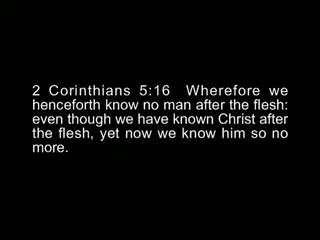 2 Corinthians 5:16 Wherefore we
henceforth know no man after the flesh:
even though we have known Christ after
the flesh, yet now we know him so no
more.